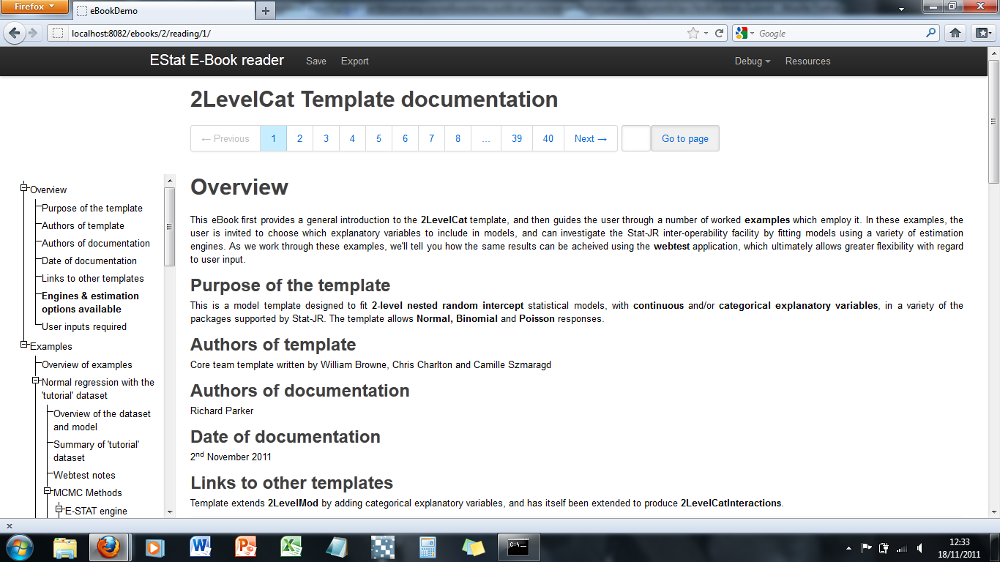 Firefox
eBookDemo
localhost:8082/ebooks/2/reading/1/
Google
EStat E-Book reader
Save
Export
Debug
Resources
2LevelCat Template documentation
← Previous
1
2
3
4
5
6
7
8
...
39
40
Next →
Go to page
Overview
Purpose of the template
Authors of template
Authors of documentation
Date of documentation
Links to other templates
Engines & estimation
options available
User inputs required
Examples
Overview of examples
Normal regression with the
'tutorial' dataset
Overview of the dataset
and model
Summary of 'tutorial'
dataset
Webtest notes
MCMC Methods
E-STAT engine
Overview
This eBook first provides a general introduction to the 2LevelCat template, and then guides the user through a number of worked examples which employ it. In these examples, the
user is invited to choose which explanatory variables to include in models, and can investigate the Stat-JR inter-operability facility by fitting models using a variety of estimation
engines. As we work through these examples, we'll tell you how the same results can be acheived using the webtest application, which ultimately allows greater flexibility with regard
to user input.
Purpose of the template
This is a model template designed to fit 2-level nested random intercept statistical models, with continuous and/or categorical explanatory variables, in a variety of the
packages supported by Stat-JR. The template allows Normal, Binomial and Poisson responses.
Authors of template
Core team template written by William Browne, Chris Charlton and Camille Szmaragd
Authors of documentation
Richard Parker
Date of documentation
2nd November 2011
Links to other templates
Template extends 2LevelMod by adding categorical explanatory variables, and has itself been extended to produce 2LevelCatInteractions.
x
C:\_
12:33
18/11/2011